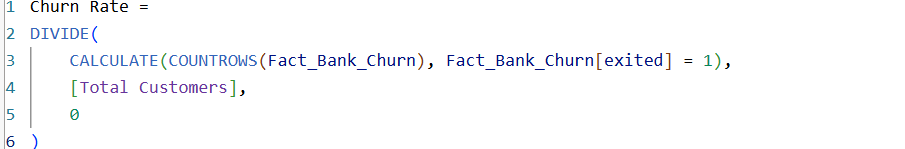 1 Churn Rate =
2 DIVIDE(
3 CALCULATE(COUNTROWS(Fact_Bank_Churn), Fact_Bank_Churn[exited] = 1),
4 [Total Customers],
5 0
6 )